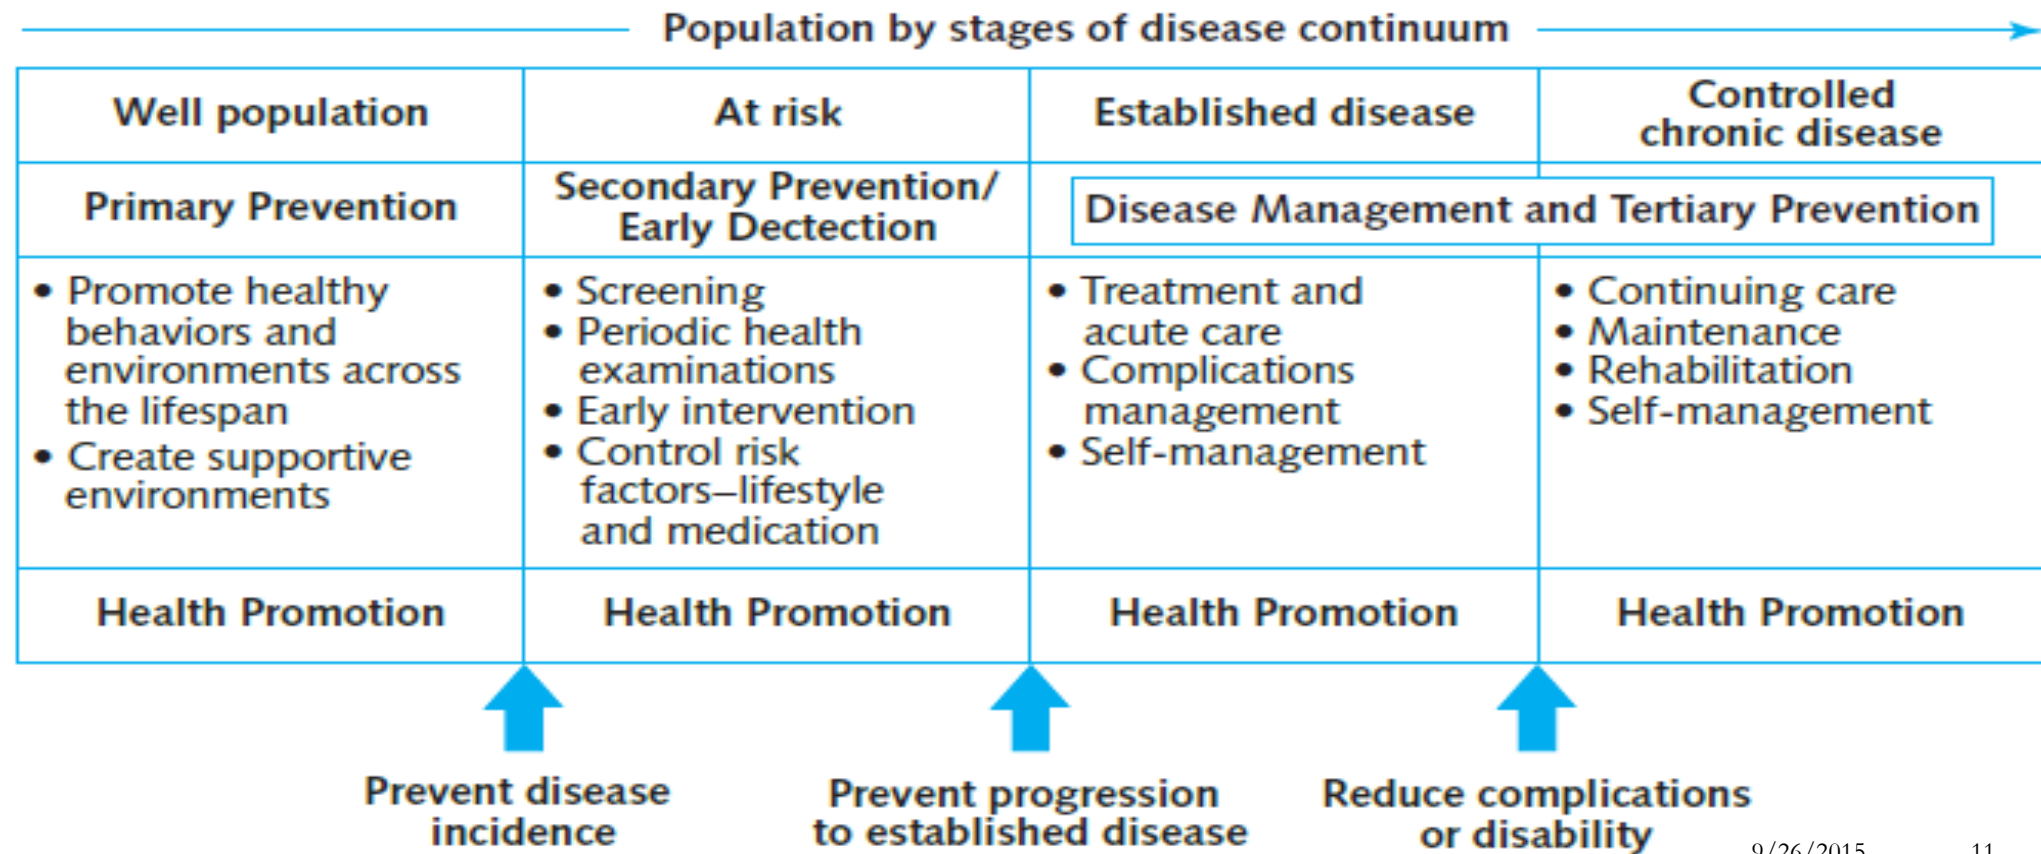 Population by stages of disease continuum
Well population
At risk
Established disease
Controlled
chronic disease
Primary Prevention
Secondary Prevention/
Early Dectection
Disease Management and Tertiary Prevention
• Promote healthy
behaviors and
environments across
the lifespan
• Create supportive
environments
• Screening
• Periodic health
examinations
• Early intervention
• Control risk
factors–lifestyle
and medication
• Treatment and
acute care
• Complications
management
• Self-management
• Continuing care
• Maintenance
• Rehabilitation
• Self-management
Health Promotion
Health Promotion
Health Promotion
Health Promotion
Prevent disease
incidence
Prevent progression
to established disease
Reduce complications
or disability
9/26/2015 11